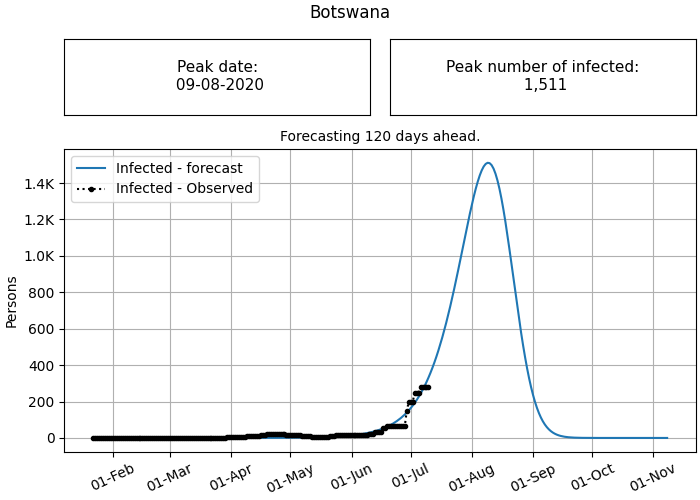 Botswana
Peak date:
09-08-2020
Peak number of infected:
1,511
Forecasting 120 days ahead.
Infected - forecast
Infected - Observed
1.4K
1.2K
1.0K
800
600
400
200
0
Persons
01-Feb
01-Mar
01-Apr
01-May
01-Jun
01-Jul
01-Aug
01-Sep
01-Oct
01-Nov